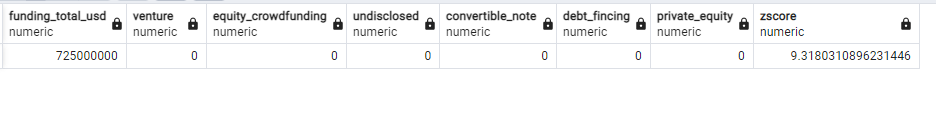 funding_total_usd venture equity_crowdfunding undisclosed convertible_note debt_fincing private_equity zscore
numeric numeric numeric numeric numeric numeric numeric numeric
725000000 0 0 0 0 0 0 9.3180310896231446